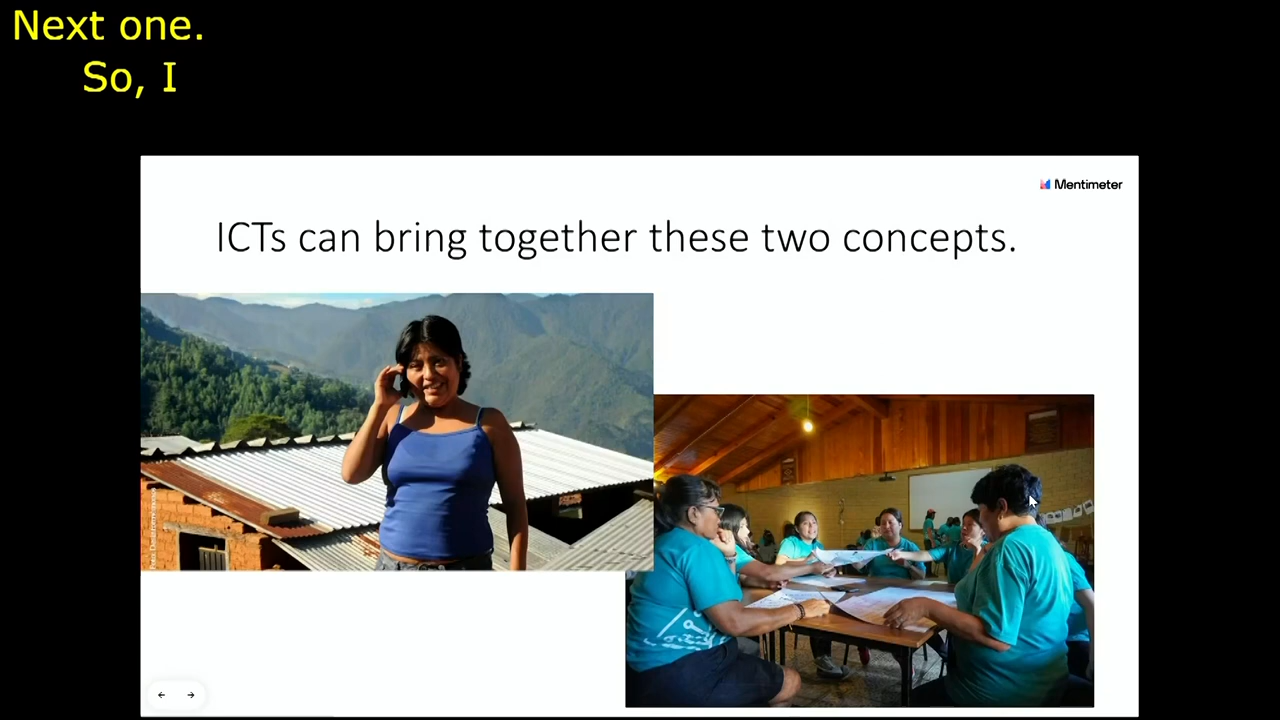 Next one.
So, I
Mentimeter
ICTs can bring together these two concepts.